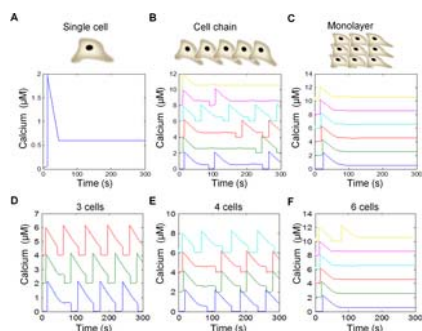 A Single cell
B Cell chain
C Monolayer
Calcium (μM)
2
1.5
1
0.5
0
0 100 200 300
Time (s)
Calcium (μM)
12
10
8
6
4
2
0
0 100 200 300
Time (s)
Calcium (μM)
14
12
10
8
6
4
2
0
0 100 200 300
Time (s)
D 3 cells
E 4 cells
F 6 cells
Calcium (μM)
7
6
5
4
3
2
1
0
0 100 200 300
Time (s)
Calcium (μM)
10
8
6
4
2
0
0 100 200 300
Time (s)
Calcium (μM)
14
12
10
8
6
4
2
0
0 100 200 300
Time (s)